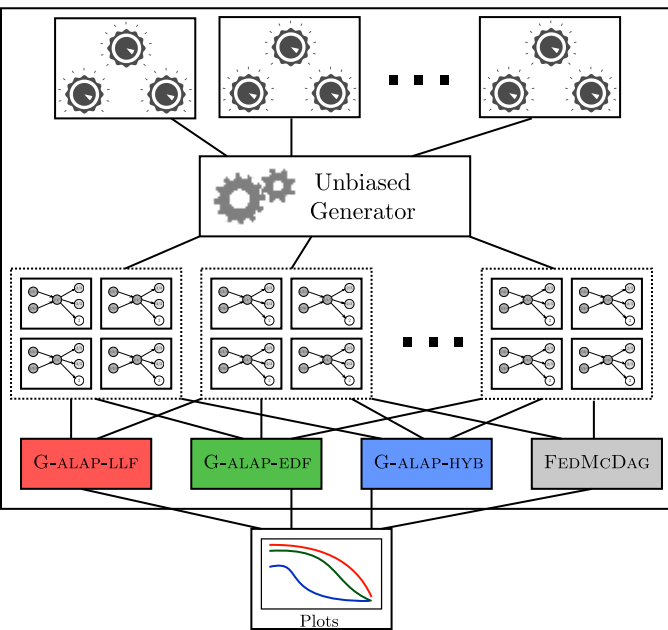 Unbiased
Generator
G-ALAP-LLF
G-ALAP-EDF
G-ALAP-HYB
FEDMCDAG
Plots